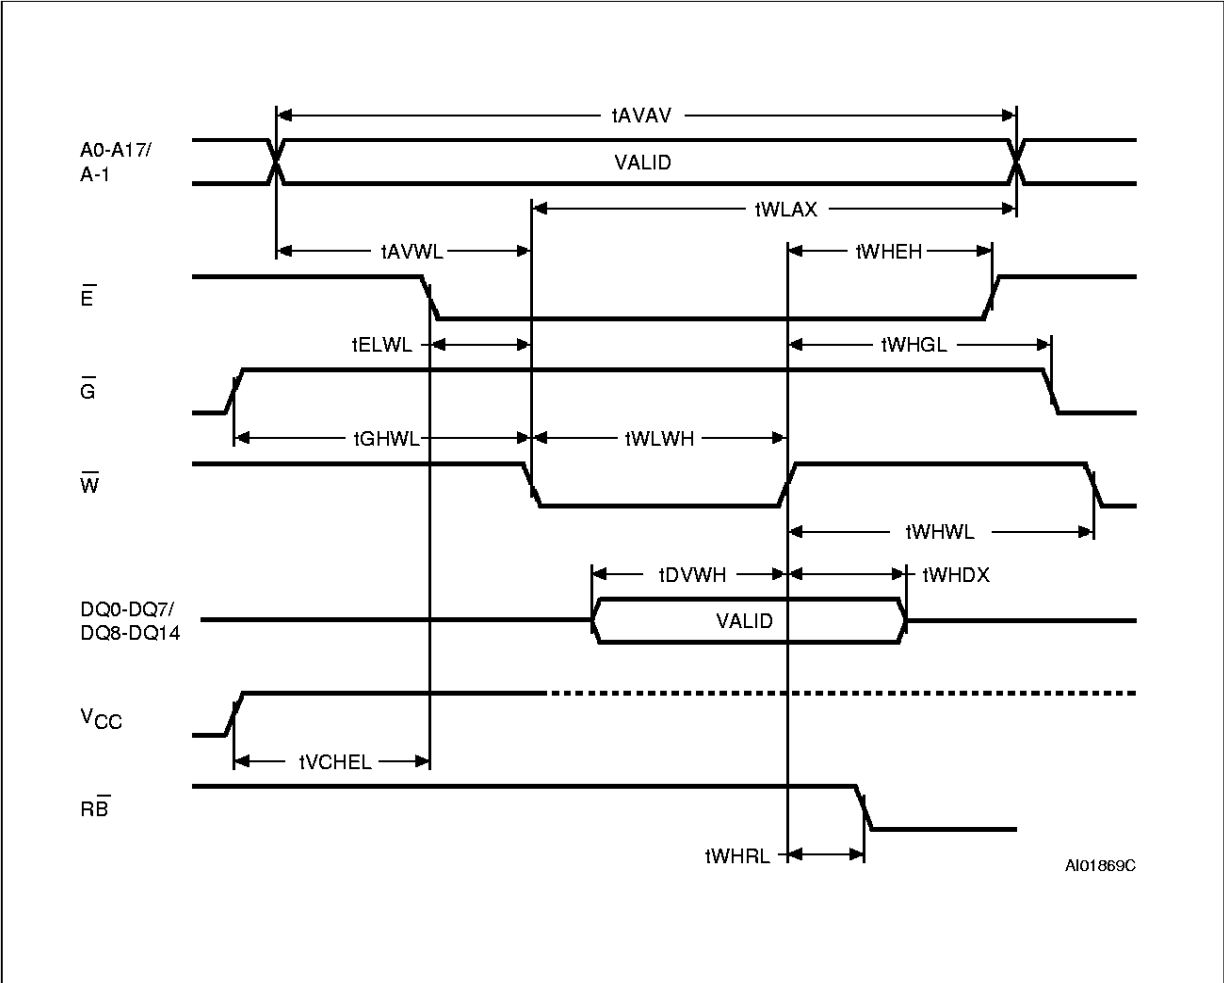 tAVAV
A0-A17/
A-1
VALID
tWLAX
tAVWL
tWHEH
E̅
tELWL
tWHGL
G̅
tGHWL
tWLWH
W̅
tWHWL
tDVWH
tWHDX
DQ0-DQ7/
DQ8-DQ14
VALID
VCC
tVCHEL
RB̅
tWHRL
AI01869C